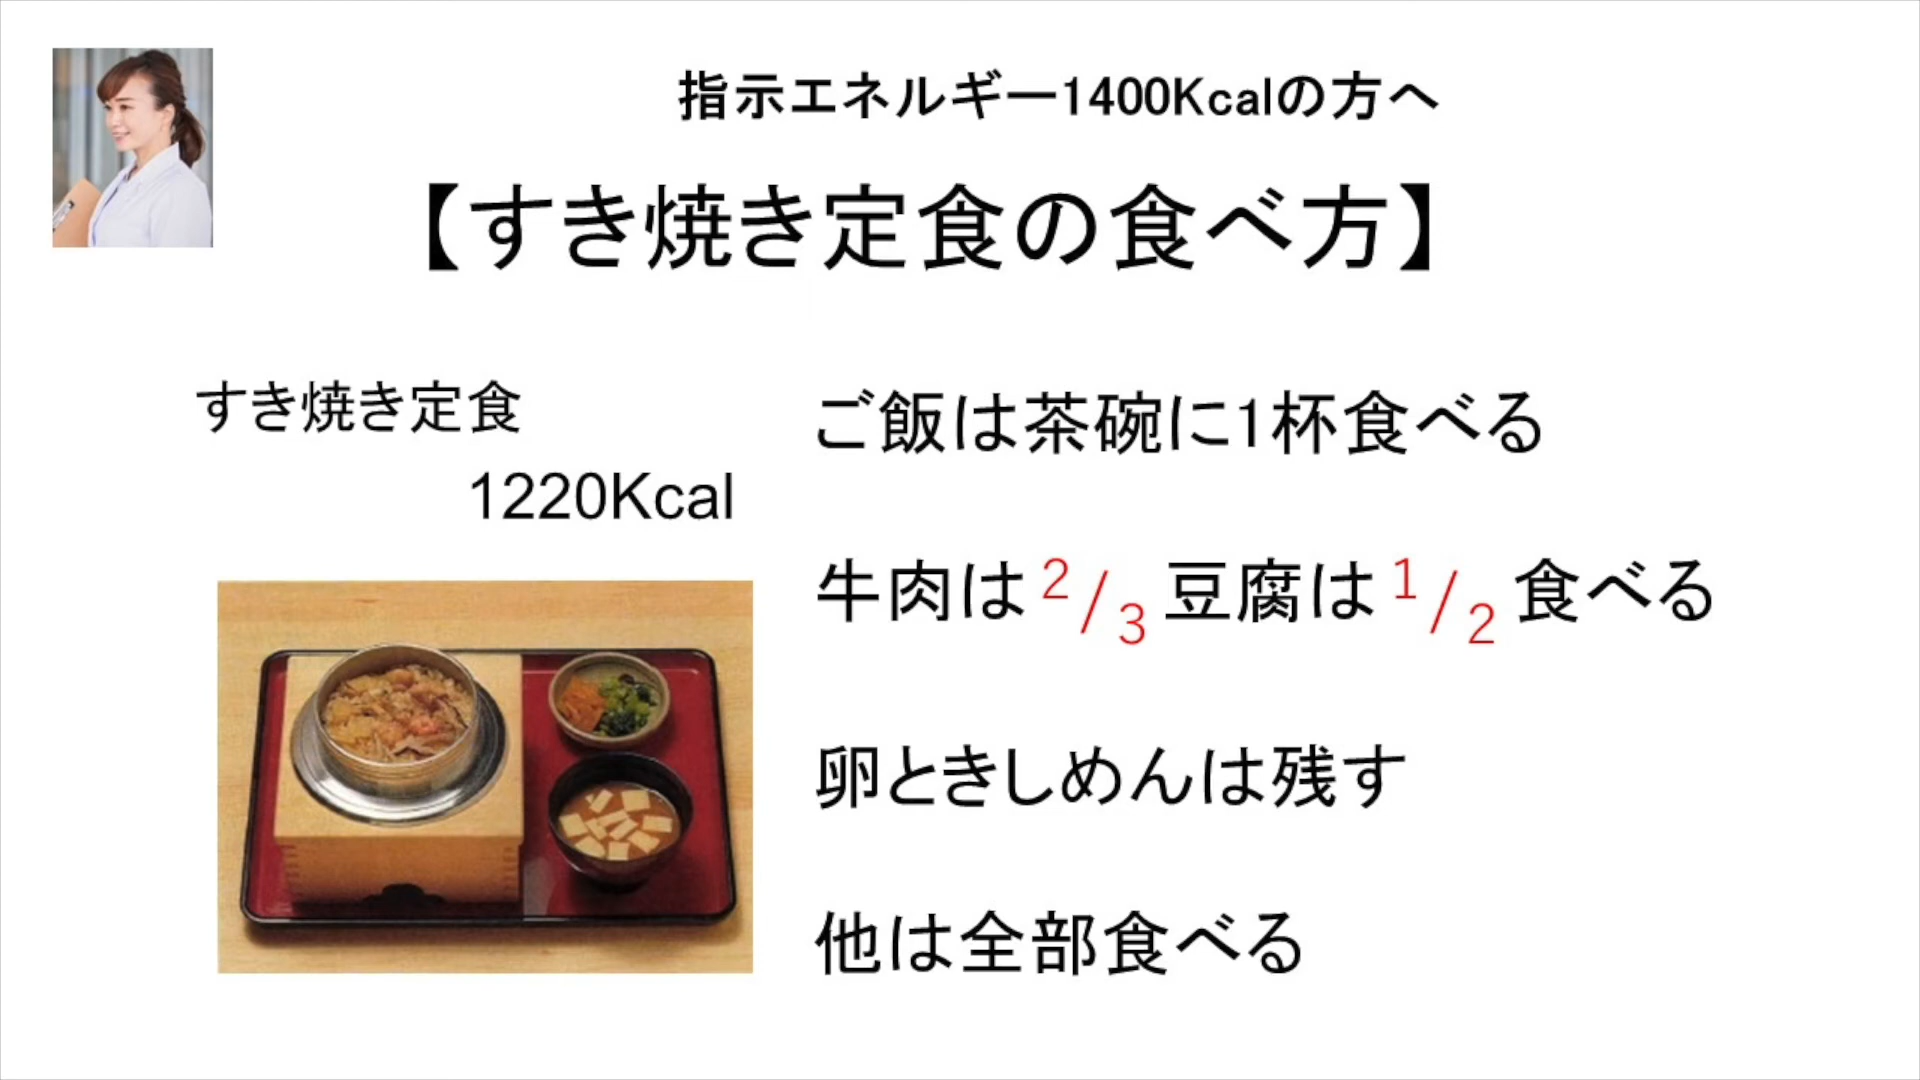 指示エネルギー1400Kcalの方へ
【すき焼き定食の食べ方】
すき焼き定食
1220Kcal
ご飯は茶碗に1杯食べる
牛肉は2/3豆腐は1/2食べる
卵ときしめんは残す
他は全部食べる